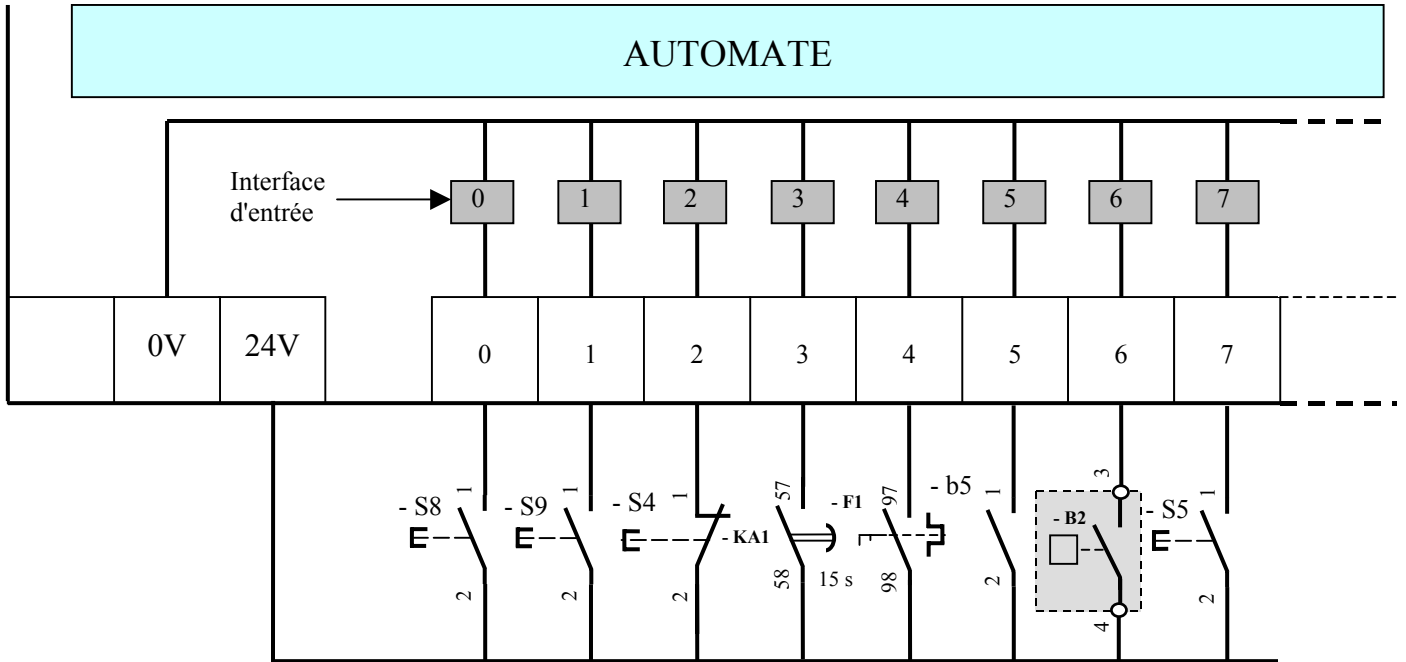 AUTOMATE
Interface
d'entrée
0 1 2 3 4 5 6 7
0V 24V 0 1 2 3 4 5 6 7
- S8 1 2
- S9 1 2
- S4 1 2
- KA1 57 58 15 s
- F1 97 98
- b5 1 2
- B2 3 4
- S5 1 2